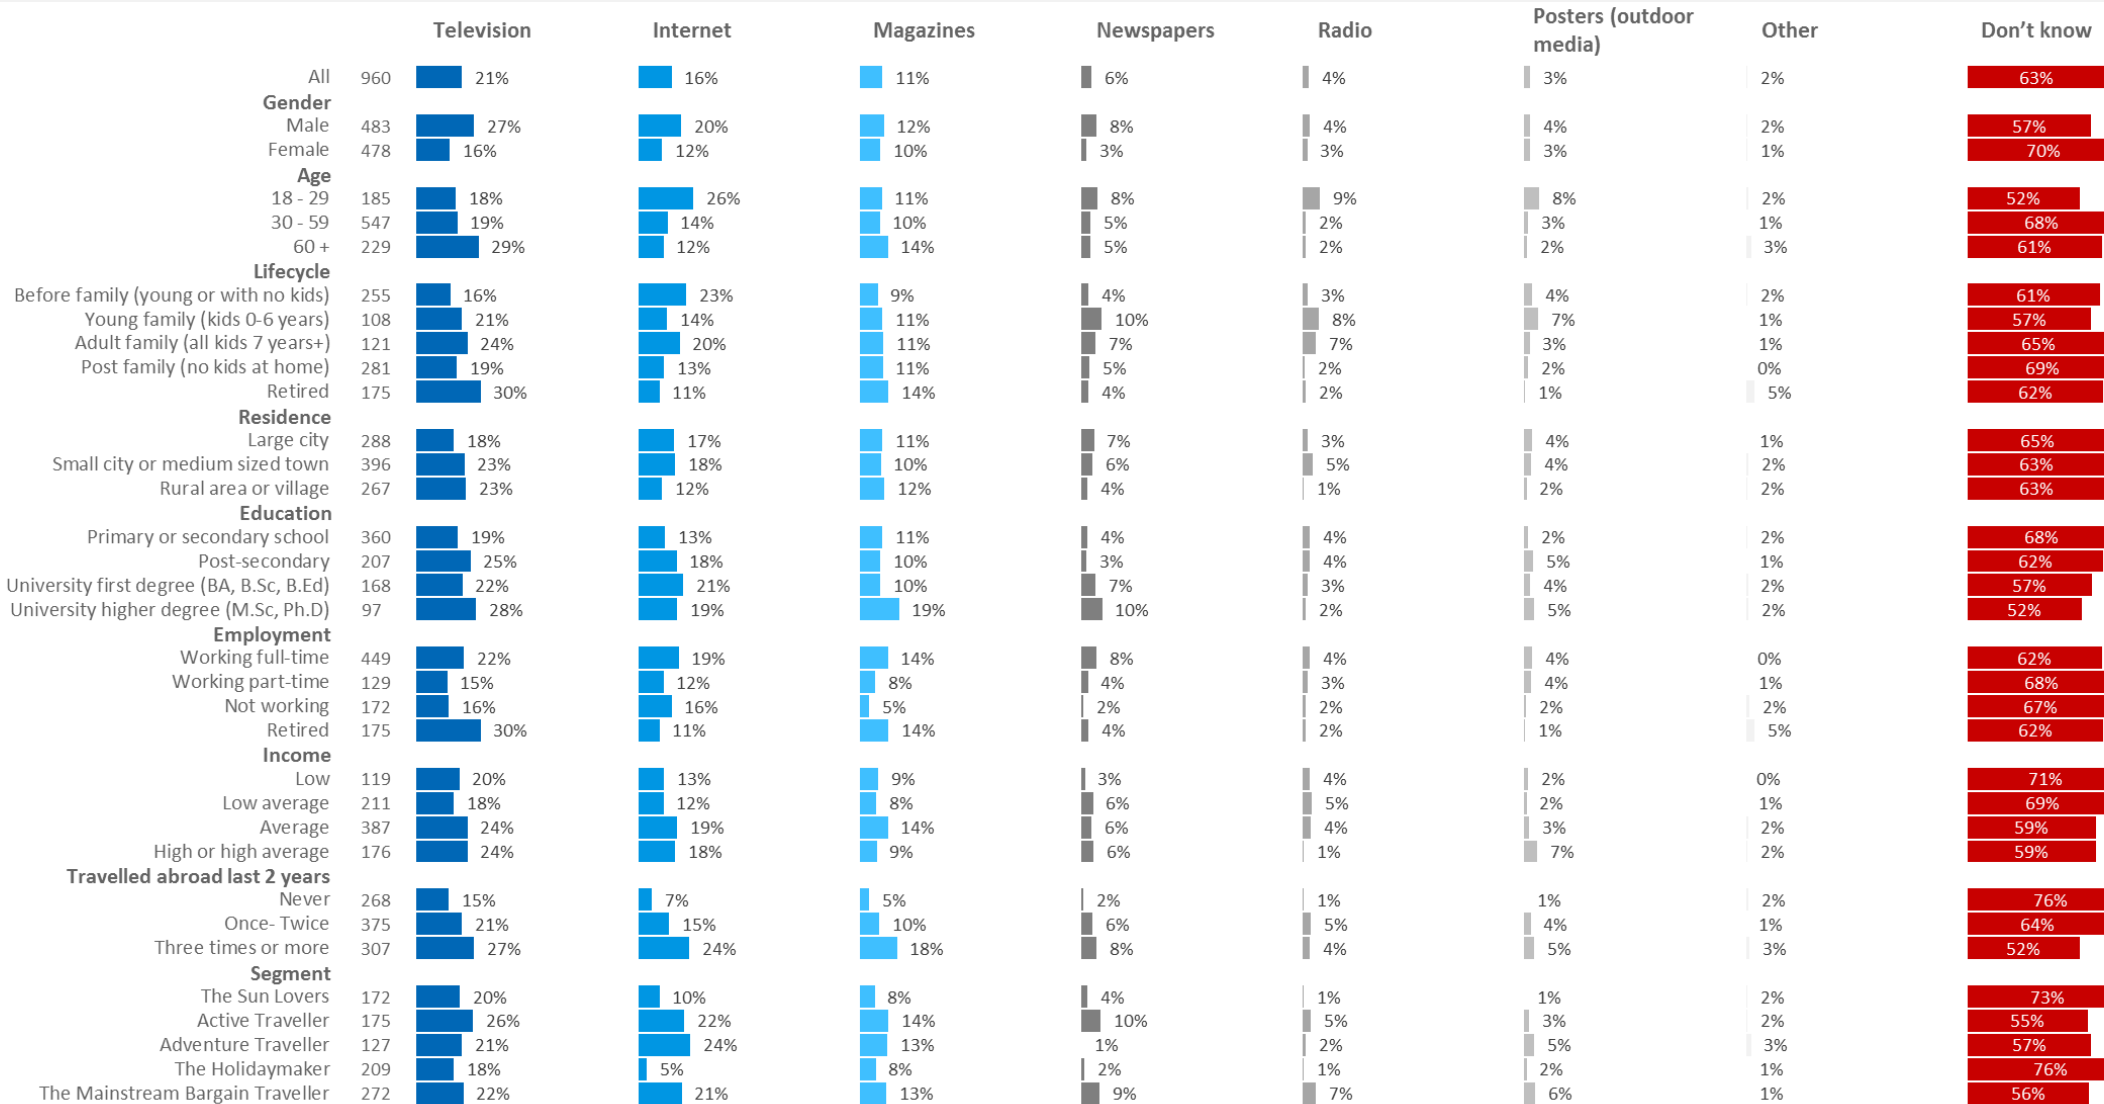 Television Internet Magazines Newspapers Radio Posters (outdoor media) Other Don’t know
All 960 21% 16% 11% 6% 4% 3% 2% 63%
Gender
Male 483 27% 20% 12% 8% 4% 4% 2% 57%
Female 478 16% 12% 10% 3% 3% 3% 1% 70%
Age
18 - 29 185 18% 26% 11% 8% 9% 8% 2% 52%
30 - 59 547 19% 14% 10% 5% 2% 3% 1% 68%
60 + 229 29% 12% 14% 5% 2% 2% 3% 61%
Lifecycle
Before family (young or with no kids) 255 16% 23% 9% 4% 3% 4% 2% 61%
Young family (kids 0-6 years) 108 21% 14% 11% 10% 8% 7% 1% 57%
Adult family (all kids 7 years+) 121 24% 20% 11% 7% 7% 3% 1% 65%
Post family (no kids at home) 281 19% 13% 11% 5% 2% 2% 0% 69%
Retired 175 30% 11% 14% 4% 2% 1% 5% 62%
Residence
Large city 288 18% 17% 11% 7% 3% 4% 1% 65%
Small city or medium sized town 396 23% 18% 10% 6% 5% 4% 2% 63%
Rural area or village 267 23% 12% 12% 4% 1% 2% 2% 63%
Education
Primary or secondary school 360 19% 13% 11% 4% 4% 2% 2% 68%
Post-secondary 207 25% 18% 10% 3% 4% 5% 1% 62%
University first degree (BA, B.Sc, B.Ed) 168 22% 21% 10% 7% 3% 4% 2% 57%
University higher degree (M.Sc, Ph.D) 97 28% 19% 19% 10% 2% 5% 2% 52%
Employment
Working full-time 449 22% 19% 14% 8% 4% 4% 0% 62%
Working part-time 129 15% 12% 8% 4% 3% 4% 1% 68%
Not working 172 16% 16% 5% 2% 2% 2% 2% 67%
Retired 175 30% 11% 14% 4% 2% 1% 5% 62%
Income
Low 119 20% 13% 9% 3% 4% 2% 0% 71%
Low average 211 18% 12% 8% 6% 5% 2% 1% 69%
Average 387 24% 19% 14% 6% 4% 3% 2% 59%
High or high average 176 24% 18% 9% 6% 1% 7% 2% 59%
Travelled abroad last 2 years
Never 268 15% 7% 5% 2% 1% 1% 2% 76%
Once- Twice 375 21% 15% 10% 6% 5% 4% 1% 64%
Three times or more 307 27% 24% 18% 8% 4% 5% 3% 52%
Segment
The Sun Lovers 172 20% 10% 8% 4% 1% 1% 2% 73%
Active Traveller 175 26% 22% 14% 10% 5% 3% 2% 55%
Adventure Traveller 127 21% 24% 13% 1% 2% 5% 3% 57%
The Holidaymaker 209 18% 5% 8% 2% 1% 2% 1% 76%
The Mainstream Bargain Traveller 272 22% 21% 13% 9% 7% 6% 1% 56%